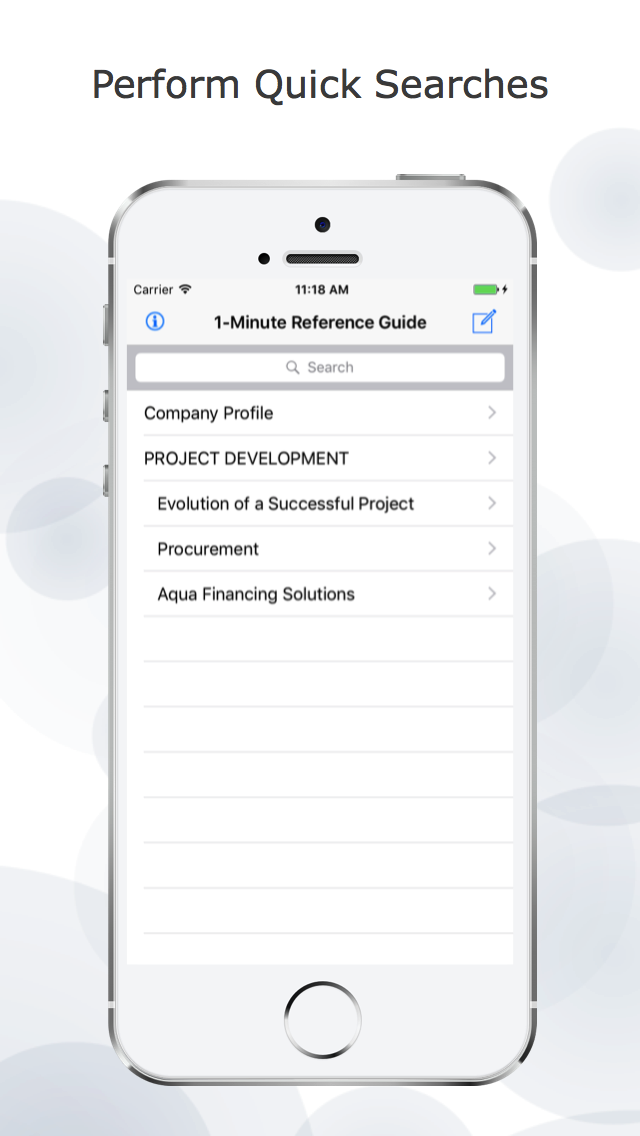 Perform Quick Searches
Carrier 11:18 AM
1-Minute Reference Guide
Search
Company Profile
PROJECT DEVELOPMENT
Evolution of a Successful Project
Procurement
Aqua Financing Solutions